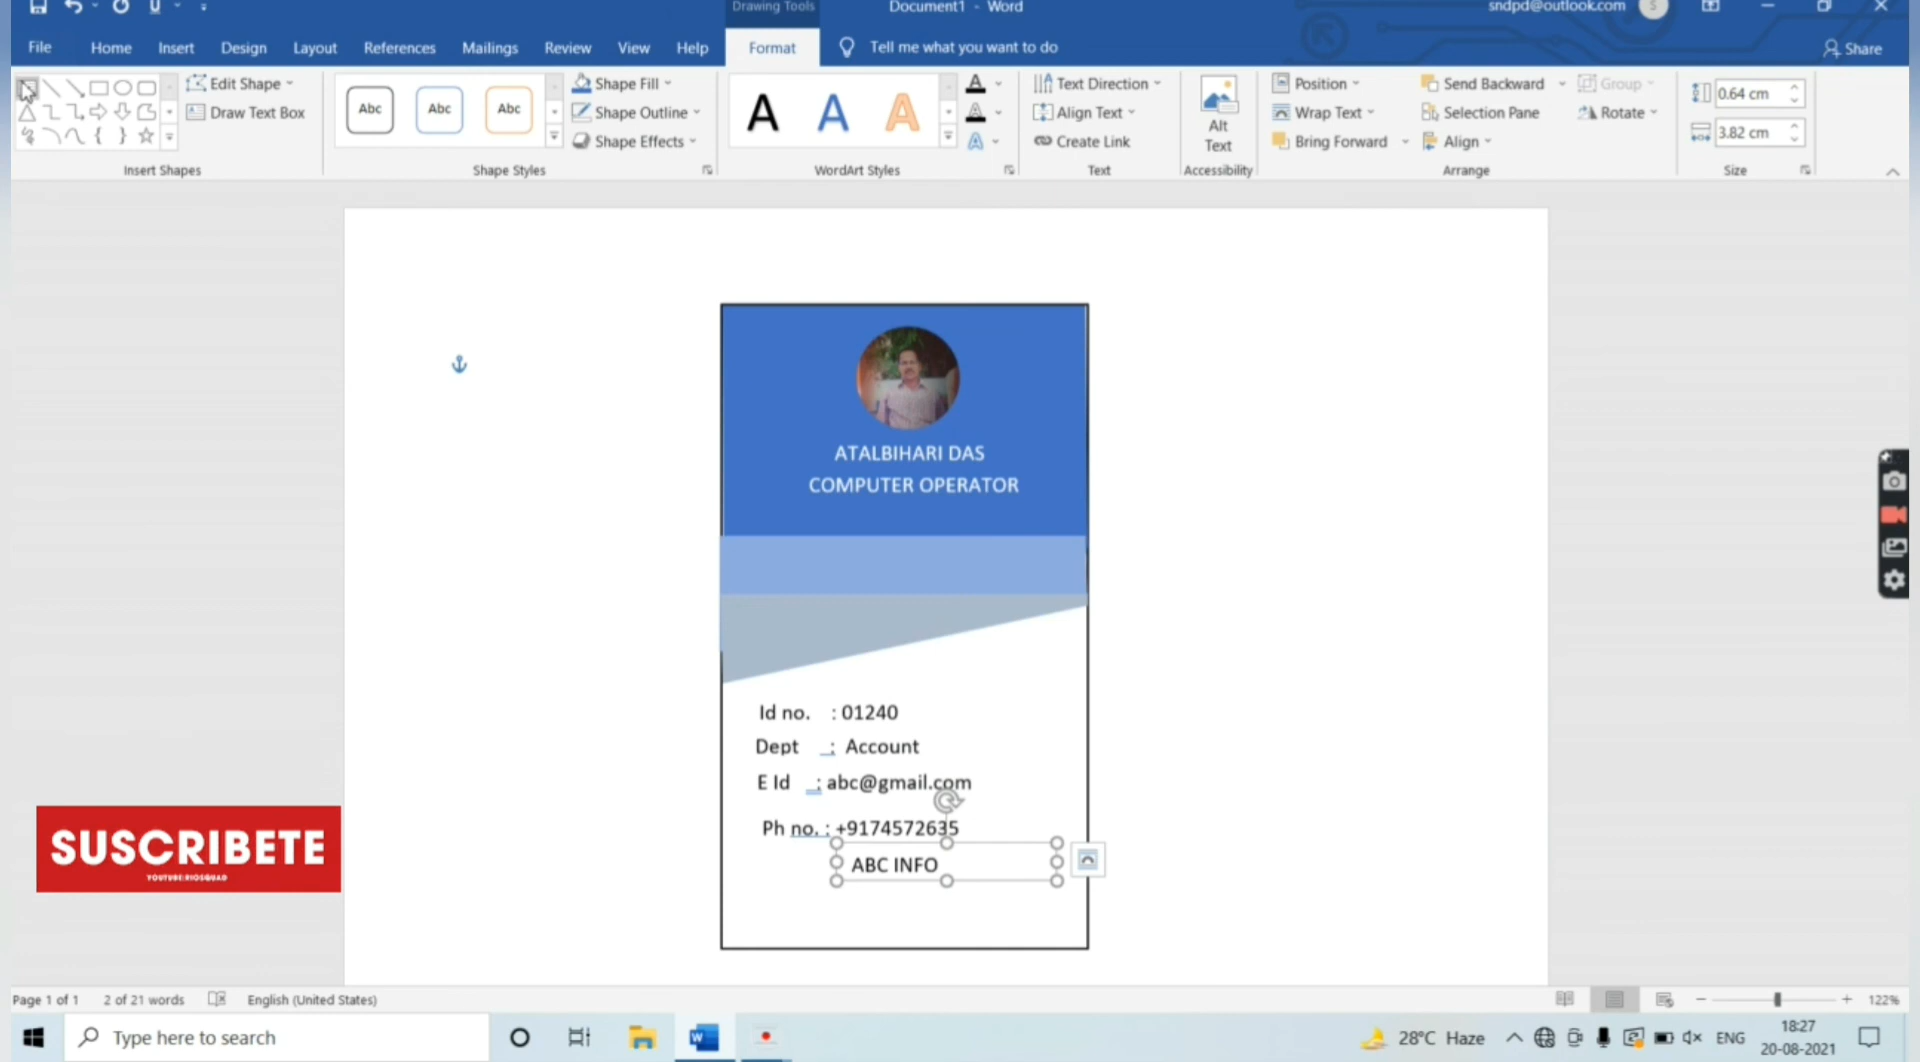 Drawing Tools
Document1 - Word
sndpd@outlook.com
S
File Home Insert Design Layout References Mailings Review View Help Format Tell me what you want to do Share
Edit Shape
Draw Text Box
Insert Shapes
Abc Abc Abc
Shape Fill
Shape Outline
Shape Effects
Shape Styles
A A A
WordArt Styles
A
A
A
Text Direction
Align Text
Create Link
Text
Alt
Text
Accessibility
Position
Wrap Text
Bring Forward
Send Backward
Selection Pane
Align
Group
Rotate
Arrange
0.64 cm
3.82 cm
Size
ATALBIHARI DAS
COMPUTER OPERATOR
Id no. : 01240
Dept : Account
E Id : abc@gmail.com
Ph no. : +9174572635
ABC INFO
SUSCRIBETE
YOUTUBE:RIOSQUAD
Page 1 of 1 2 of 21 words English (United States) 122%
Type here to search
28°C Haze
ENG
18:27
20-08-2021